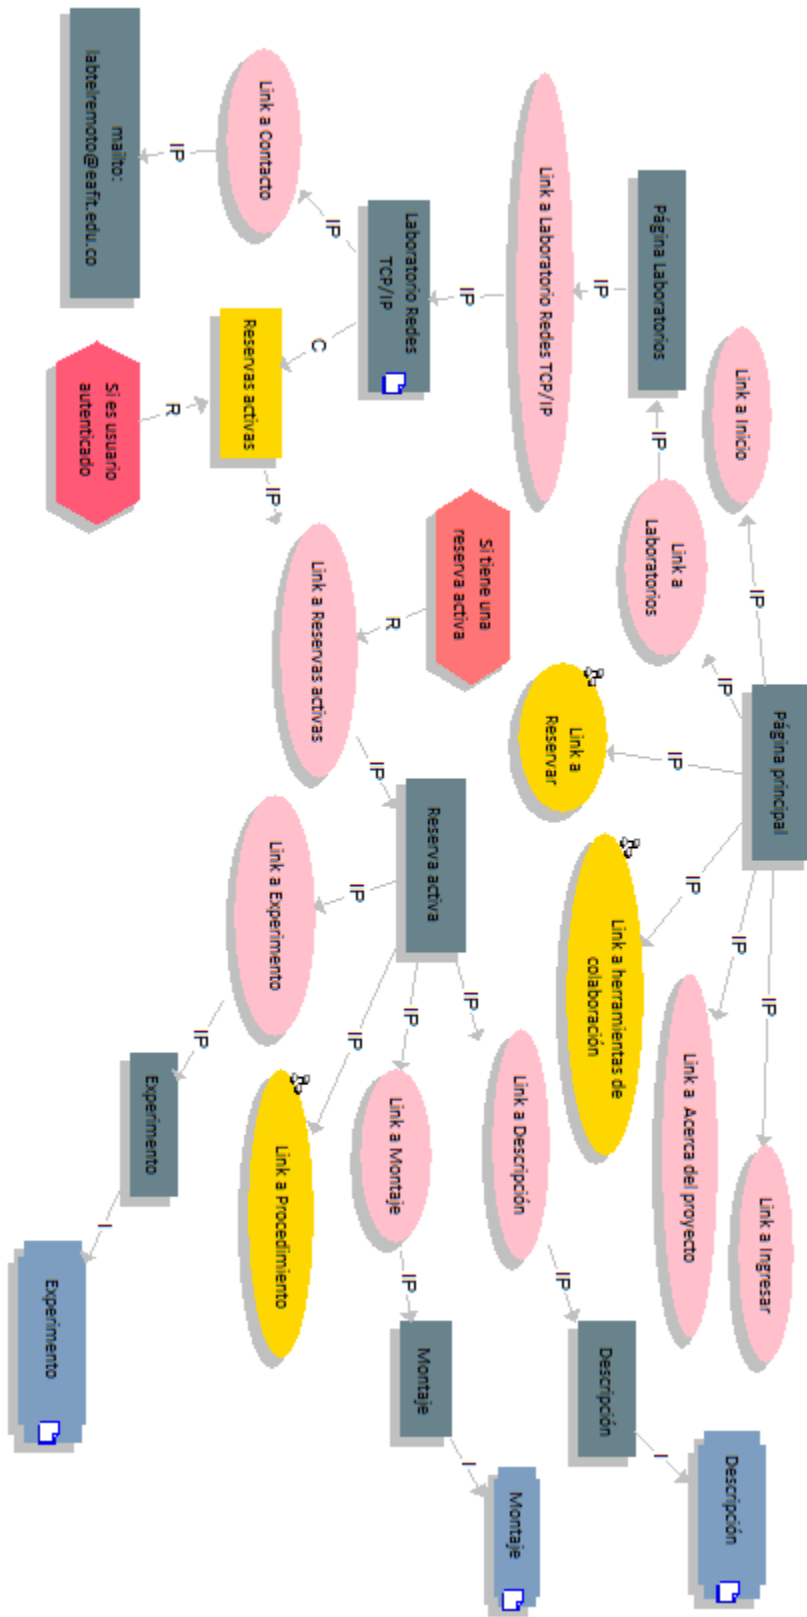 Página principal
IP
IP
IP
IP
IP
IP
Link a Inicio
Link a
Laboratorios
Link a
Reservar
Link a herramientas de
colaboración
Link a Acerca del proyecto
Link a Ingresar
IP
Página Laboratorios
IP
Link a Laboratorio Redes TCP/IP
IP
Laboratorio Redes
TCP/IP
IP
C
Link a Contacto
IP
mailto:
labtelremoto@eafit.edu.co
Reservas activas
R
Si es usuario
autenticado
IP
Si tiene una
reserva activa
R
Link a Reservas activas
IP
Reserva activa
IP
IP
IP
IP
Link a Experimento
Link a Procedimiento
Link a Montaje
Link a Descripción
IP
IP
IP
Experimento
Montaje
Descripción
I
I
I
Experimento
Montaje
Descripción